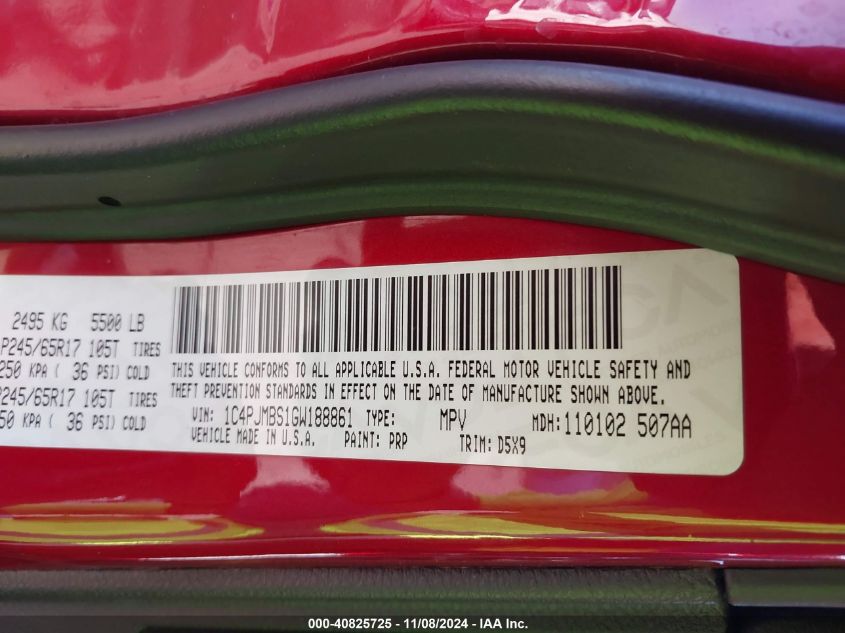 2495 KG 5500 LB
P245/65R17 105T TIRES
250 KPA ( 36 PSI) COLD
P245/65R17 105T TIRES
250 KPA ( 36 PSI) COLD
THIS VEHICLE CONFORMS TO ALL APPLICABLE U.S.A. FEDERAL MOTOR VEHICLE SAFETY AND
THEFT PREVENTION STANDARDS IN EFFECT ON THE DATE OF MANUFACTURE SHOWN ABOVE.
VIN: 1C4PJMBS1GW188861 TYPE: MPV MDH: 110102 507AA
VEHICLE MADE IN U.S.A. PAINT: PRP TRIM: D5X9
000-40825725 - 11/08/2024 - IAA Inc.